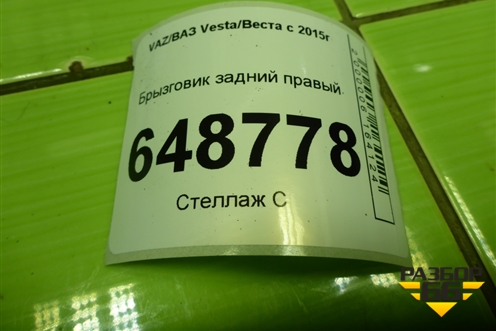 VAZ/ВАЗ Vesta/Веста с 2015г
Брызговик задний правый.
648778
Стеллаж С
РАЗБОР